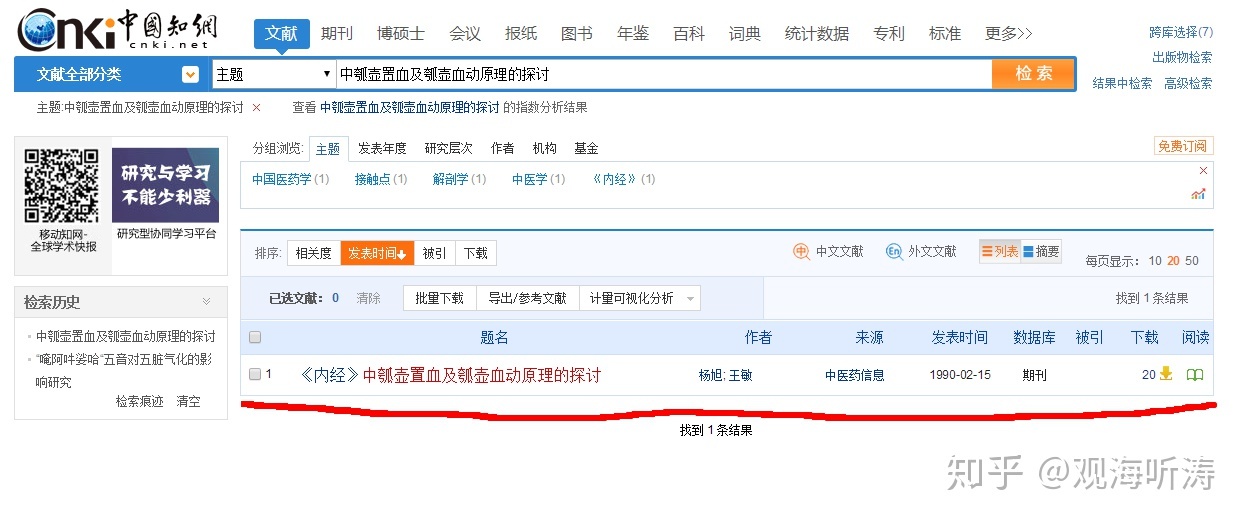 Cnki中國知網
cnki.net
文献 期刊 博硕士 会议 报纸 图书 年鉴 百科 词典 统计数据 专利 标准 更多>>
跨库选择(7)
出版物检索
结果中检索 高级检索
文献全部分类 主题 中瓠壶置血及瓠壶血动原理的探讨 检索
主题:中瓠壶置血及瓠壶血动原理的探讨 × 查看 中瓠壶置血及瓠壶血动原理的探讨 的指数分析结果
移动知网-
全球学术快报
研究与学习
不能少利器
研究型协同学习平台
检索历史
中瓠壶置血及瓠壶血动原理的探讨
“唵阿吽娑哈“五音对五脏气化的影
响研究
检索痕迹 清空
分组浏览: 主题 发表年度 研究层次 作者 机构 基金 免费订阅
中国医药学(1) 接触点(1) 解剖学(1) 中医学(1) 《内经》(1) ×
排序: 相关度 发表时间↓ 被引 下载 中文文献 外文文献 列表 摘要 每页显示: 10 20 50
已选文献: 0 清除 批量下载 导出/参考文献 计量可视化分析 找到 1 条结果
题名 作者 来源 发表时间 数据库 被引 下载 阅读
1 《内经》中瓠壶置血及瓠壶血动原理的探讨 杨旭; 王敏 中医药信息 1990-02-15 期刊 20
找到 1 条结果
知乎 @观海听涛